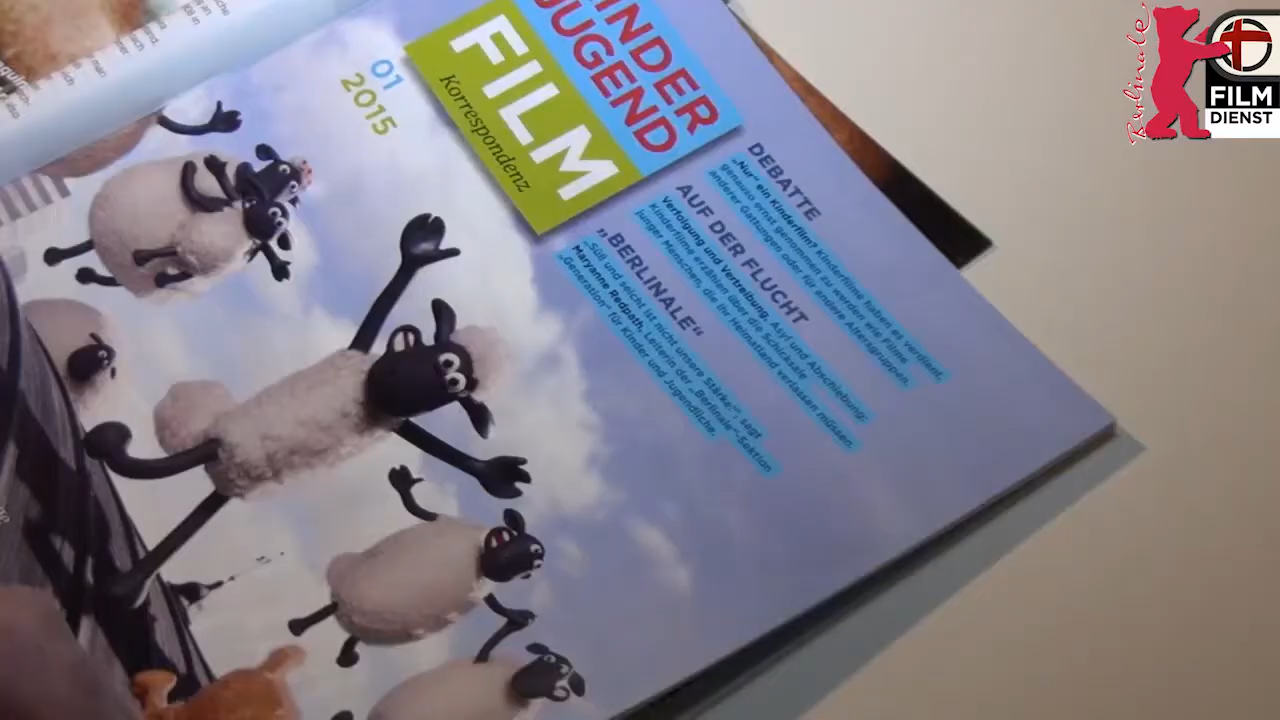 INDER
JUGEND
FILM
Korrespondenz
01
2015
DEBATTE
„Nur“ ein Kinderfilm? Kinderfilme haben es verdient
genauso ernst genommen zu werden wie Filme
anderer Gattungen oder für andere Altersgruppen.
AUF DER FLUCHT
Verfolgung und Vertreibung, Asyl und Abschiebung:
Kinderfilme erzählen über die Schicksale
junger Menschen, die ihr Heimatland verlassen müssen.
„BERLINALE“
„Süß und seicht ist nicht unsere Stärke:“, sagt
Maryanne Redpath, Leiterin der „Berlinale“-Sektion
„Generation“ für Kinder und Jugendliche.
Berlinale
FILM
DIENST